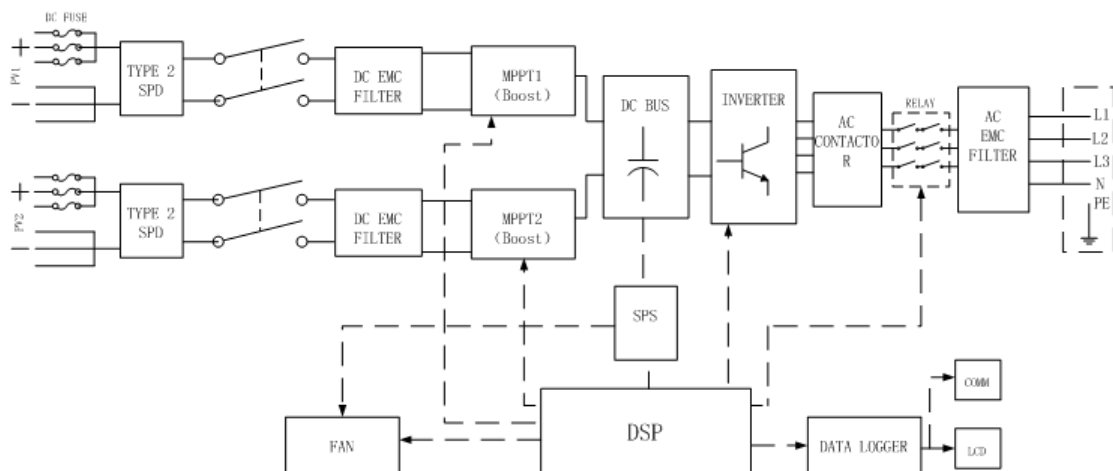 DC FUSE
PV1
TYPE 2
SPD
DC EMC
FILTER
MPPT1
(Boost)
DC BUS
INVERTER
AC
CONTACTO
R
RELAY
AC
EMC
FILTER
L1
L2
L3
N
PE
PV2
TYPE 2
SPD
DC EMC
FILTER
MPPT2
(Boost)
SPS
FAN
DSP
DATA LOGGER
COMM
LCD